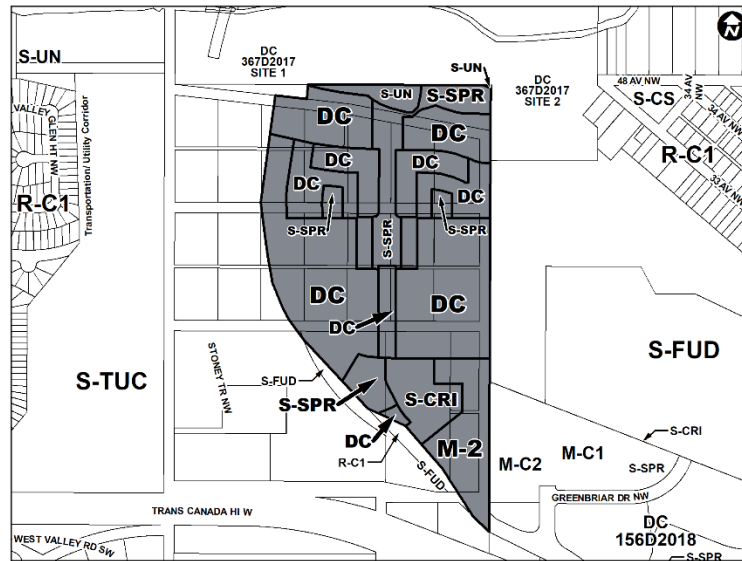 N
S-UN
DC
367D2017
SITE 1
S-UN
DC
367D2017
SITE 2
48 AV NW
34 AV NW
S-CS
34 AV NW
R-C1
33 AV NW
VALLEY GLEN HT NW
Transportation/ Utility Corridor
R-C1
S-UN
S-SPR
DC
DC
DC
DC
DC
DC
S-SPR
S-SPR
S-SPR
DC
DC
DC
S-TUC
STONEY TR NW
S-FUD
S-SPR
S-CRI
DC
R-C1
S-FUD
M-2
S-FUD
S-CRI
M-C2
M-C1
S-SPR
GREENBRIAR DR NW
TRANS CANADA HI W
WEST VALLEY RD SW
DC
156D2018
S-SPR